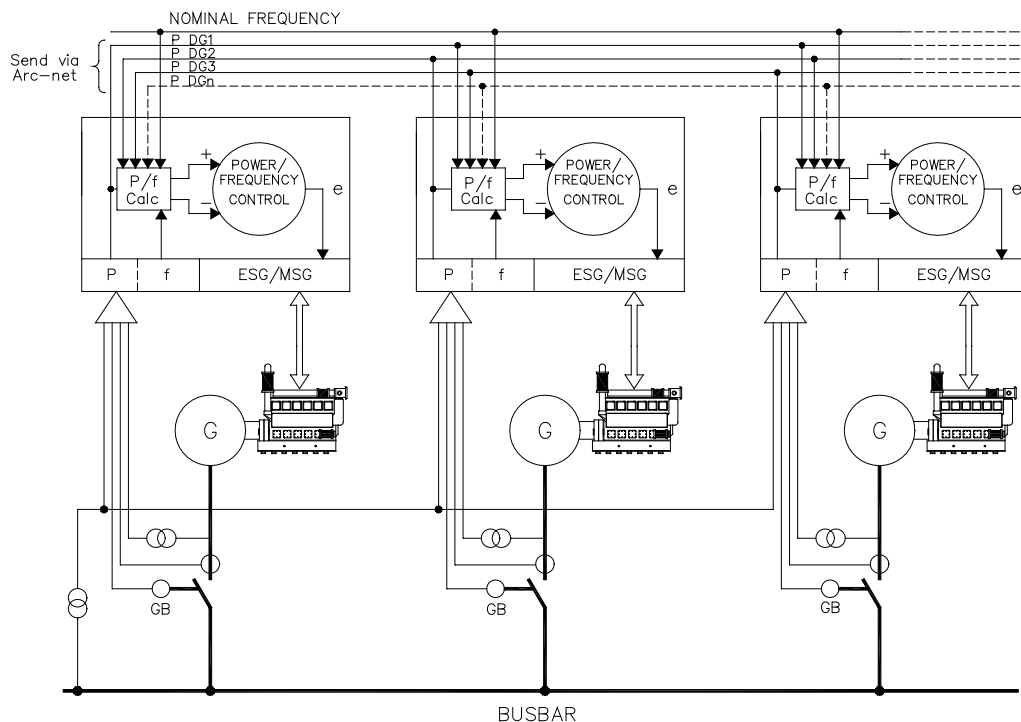 NOMINAL FREQUENCY
Send via
Arc-net
P DG1
P DG2
P DG3
P DGn
P/f
Calc
+
−
POWER/
FREQUENCY
CONTROL
e
P
f
ESG/MSG
P/f
Calc
+
−
POWER/
FREQUENCY
CONTROL
e
P
f
ESG/MSG
P/f
Calc
+
−
POWER/
FREQUENCY
CONTROL
e
P
f
ESG/MSG
G
G
G
GB
GB
GB
BUSBAR